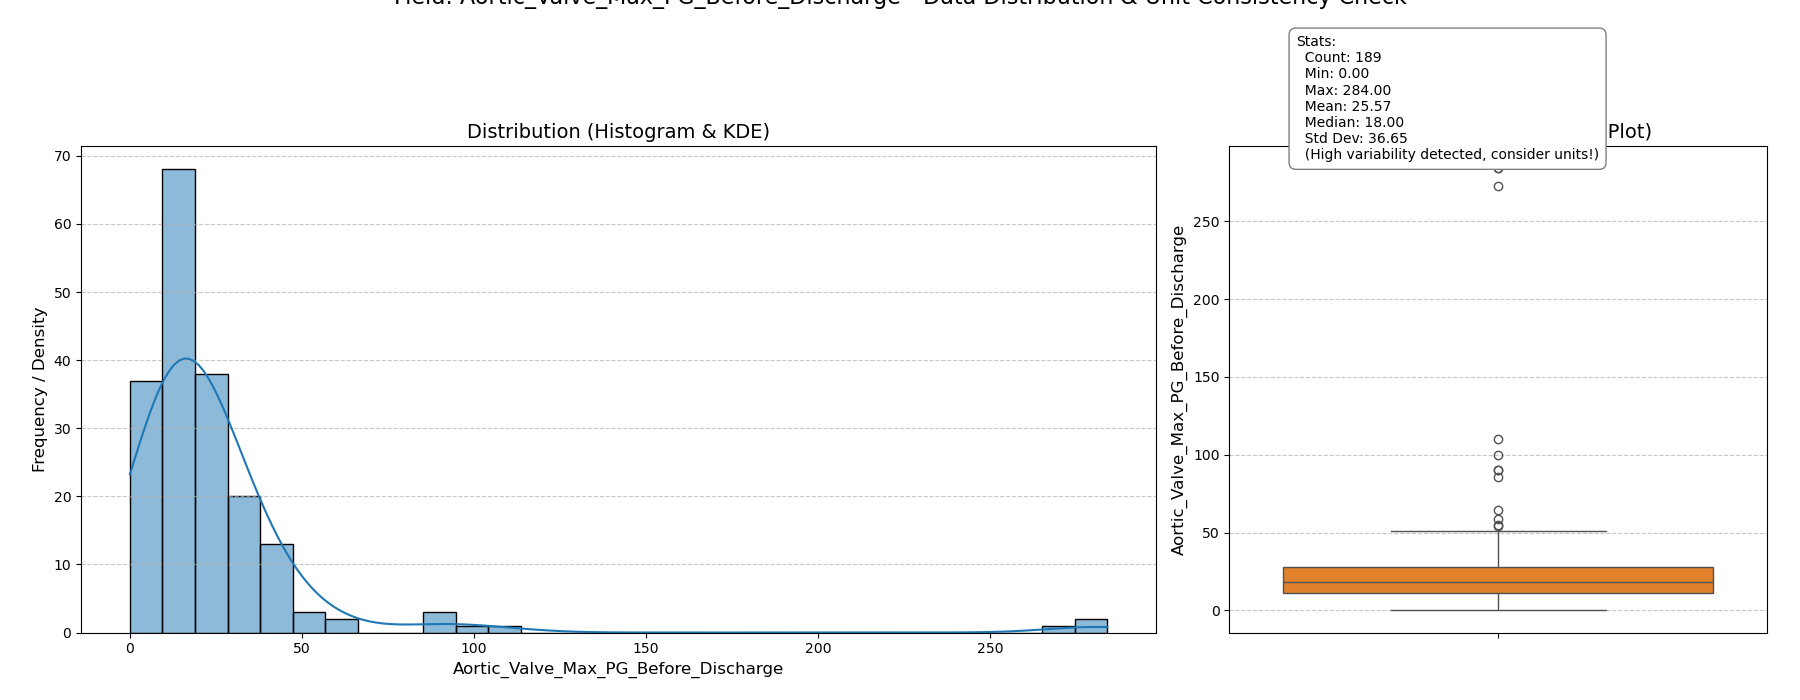 Field: Aortic_Valve_Max_PG_Before_Discharge - Data Distribution & Unit Consistency Check
Stats:
Count: 189
Min: 0.00
Max: 284.00
Mean: 25.57
Median: 18.00
Std Dev: 36.65
(High variability detected, consider units!)
Distribution (Histogram & KDE)
Plot)
Frequency / Density
70
60
50
40
30
20
10
0
0
50
100
150
200
250
Aortic_Valve_Max_PG_Before_Discharge
Aortic_Valve_Max_PG_Before_Discharge
250
200
150
100
50
0